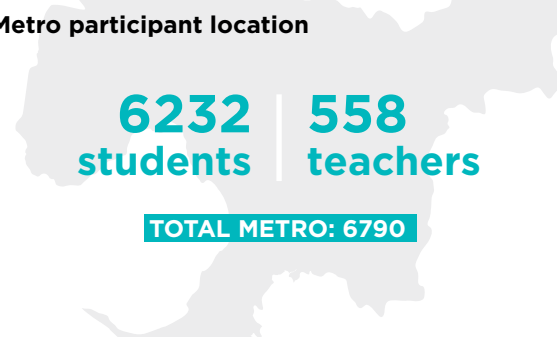 Metro participant location
6232 558
students teachers
TOTAL METRO: 6790